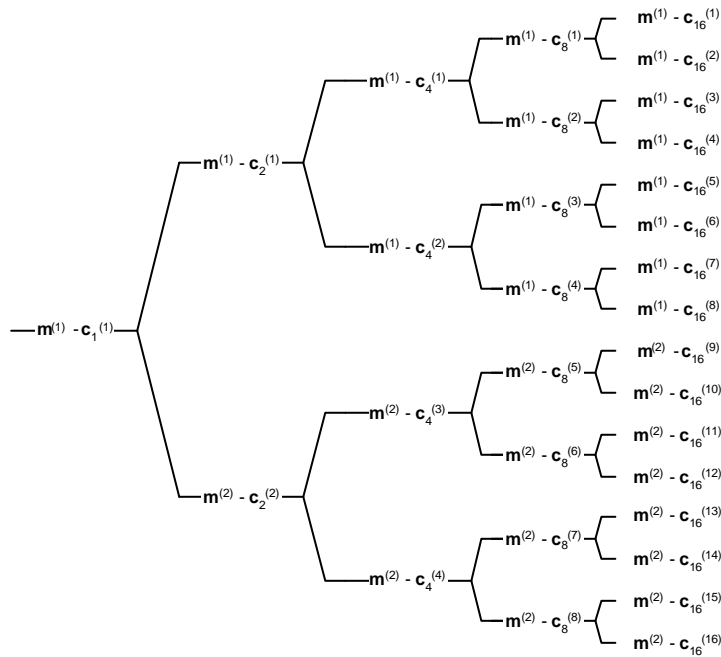 m⁽¹⁾ - c₁₆⁽¹⁾
m⁽¹⁾ - c₈⁽¹⁾
m⁽¹⁾ - c₁₆⁽²⁾
m⁽¹⁾ - c₄⁽¹⁾
m⁽¹⁾ - c₁₆⁽³⁾
m⁽¹⁾ - c₈⁽²⁾
m⁽¹⁾ - c₁₆⁽⁴⁾
m⁽¹⁾ - c₂⁽¹⁾
m⁽¹⁾ - c₁₆⁽⁵⁾
m⁽¹⁾ - c₈⁽³⁾
m⁽¹⁾ - c₁₆⁽⁶⁾
m⁽¹⁾ - c₄⁽²⁾
m⁽¹⁾ - c₁₆⁽⁷⁾
m⁽¹⁾ - c₈⁽⁴⁾
m⁽¹⁾ - c₁₆⁽⁸⁾
m⁽¹⁾ - c₁⁽¹⁾
m⁽²⁾ - c₁₆⁽⁹⁾
m⁽²⁾ - c₈⁽⁵⁾
m⁽²⁾ - c₁₆⁽¹⁰⁾
m⁽²⁾ - c₄⁽³⁾
m⁽²⁾ - c₁₆⁽¹¹⁾
m⁽²⁾ - c₈⁽⁶⁾
m⁽²⁾ - c₁₆⁽¹²⁾
m⁽²⁾ - c₂⁽²⁾
m⁽²⁾ - c₁₆⁽¹³⁾
m⁽²⁾ - c₈⁽⁷⁾
m⁽²⁾ - c₁₆⁽¹⁴⁾
m⁽²⁾ - c₄⁽⁴⁾
m⁽²⁾ - c₁₆⁽¹⁵⁾
m⁽²⁾ - c₈⁽⁸⁾
m⁽²⁾ - c₁₆⁽¹⁶⁾